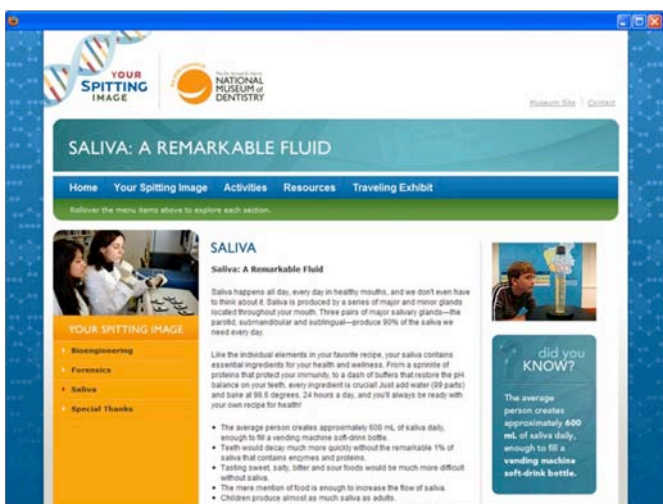 YOUR
SPITTING
IMAGE
NATIONAL
MUSEUM of
DENTISTRY
Museum Site | Contact
SALIVA: A REMARKABLE FLUID
Home Your Spitting Image Activities Resources Traveling Exhibit
Rollover the menu items above to explore each section.
YOUR SPITTING IMAGE
Bioengineering
Forensics
Saliva
Special Thanks
SALIVA
Saliva: A Remarkable Fluid
Saliva happens all day, every day in healthy mouths, and we don't even have
to think about it. Saliva is produced by a series of major and minor glands
located throughout your mouth. Three pairs of major salivary glands—the
parotid, submandibular and sublingual—produce 90% of the saliva we
need every day.
Like the individual elements in your favorite recipe, your saliva contains
essential ingredients for your health and wellness. From a sprinkle of
proteins that protect your immunity, to a dash of buffers that restore the pH
balance on your teeth, every ingredient is crucial! Just add water (99 parts)
and bake at 98.6 degrees, 24 hours a day, and you'll always be ready with
your own recipe for health!
• The average person creates approximately 600 mL of saliva daily,
enough to fill a vending machine soft-drink bottle.
• Teeth would decay much more quickly without the remarkable 1% of
saliva that contains enzymes and proteins.
• Tasting sweet, salty, bitter and sour foods would be much more difficult
without saliva.
• The mere mention of food is enough to increase the flow of saliva.
• Children produce almost as much saliva as adults.
did you
KNOW?
The average
person creates
approximately 600
mL of saliva daily,
enough to fill a
vending machine
soft-drink bottle.